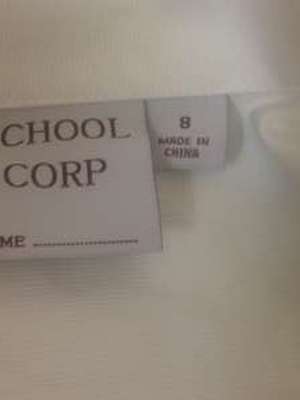 CHOOL
CORP
ME ......................
8
MADE IN
CHINA